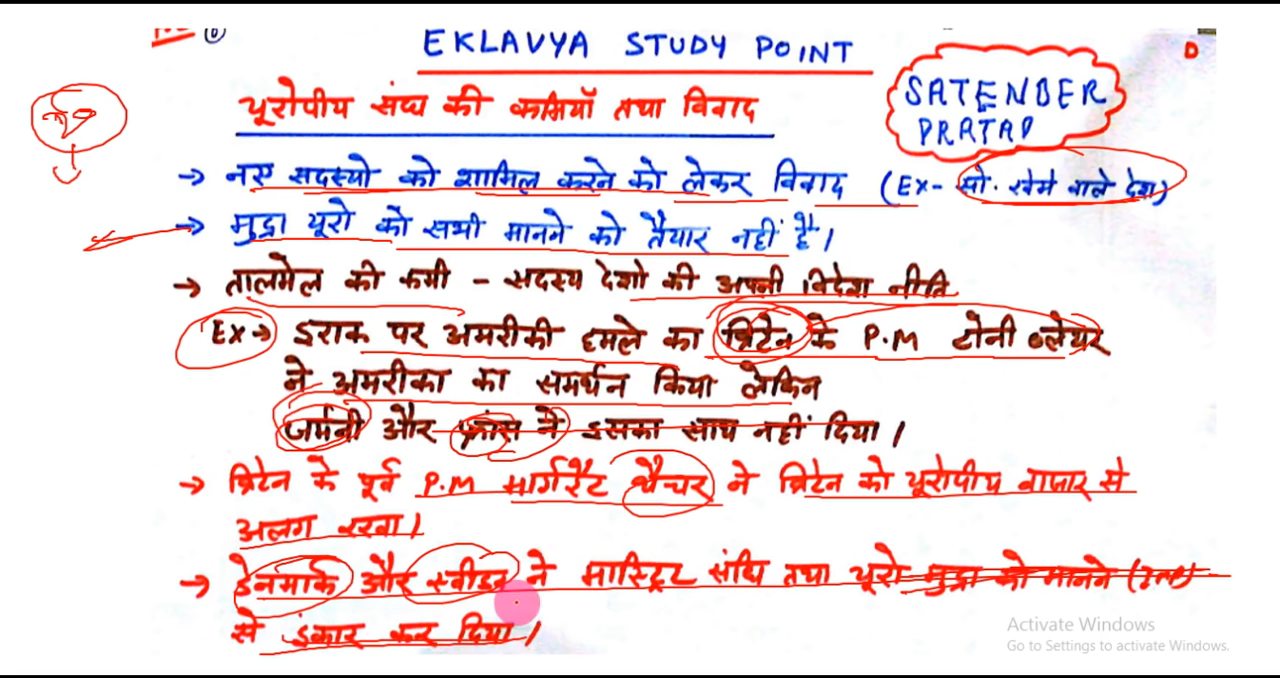 EKLAVYA STUDY POINT
D
SATENDER
PRATAP
यूरोपीय संघ की कमियाँ तथा विवाद
→ नए सदस्यो को शामिल करने को लेकर विवाद (EX- सो. खेमे वाले देश)
→ मुद्रा यूरो को सभी मानने को तैयार नहीं है।
→ तालमेल की कमी - सदस्य देशो की अपनी विदेश नीति
EX → इराक पर अमरीकी हमले का ब्रिटेन के P.M टोनी ब्लेयर
ने अमरीका का समर्थन किया लेकिन
जर्मनी और फ्रांस ने इसका साथ नहीं दिया।
→ ब्रिटेन के पूर्व P.M मार्गरैट थैचर ने ब्रिटेन को यूरोपीय बाजार से
अलग रखा।
→ डेनमार्क और स्वीडन ने मास्ट्रिट संधि तथा यूरो मुद्रा को मानने
से इंकार कर दिया।
Activate Windows
Go to Settings to activate Windows.